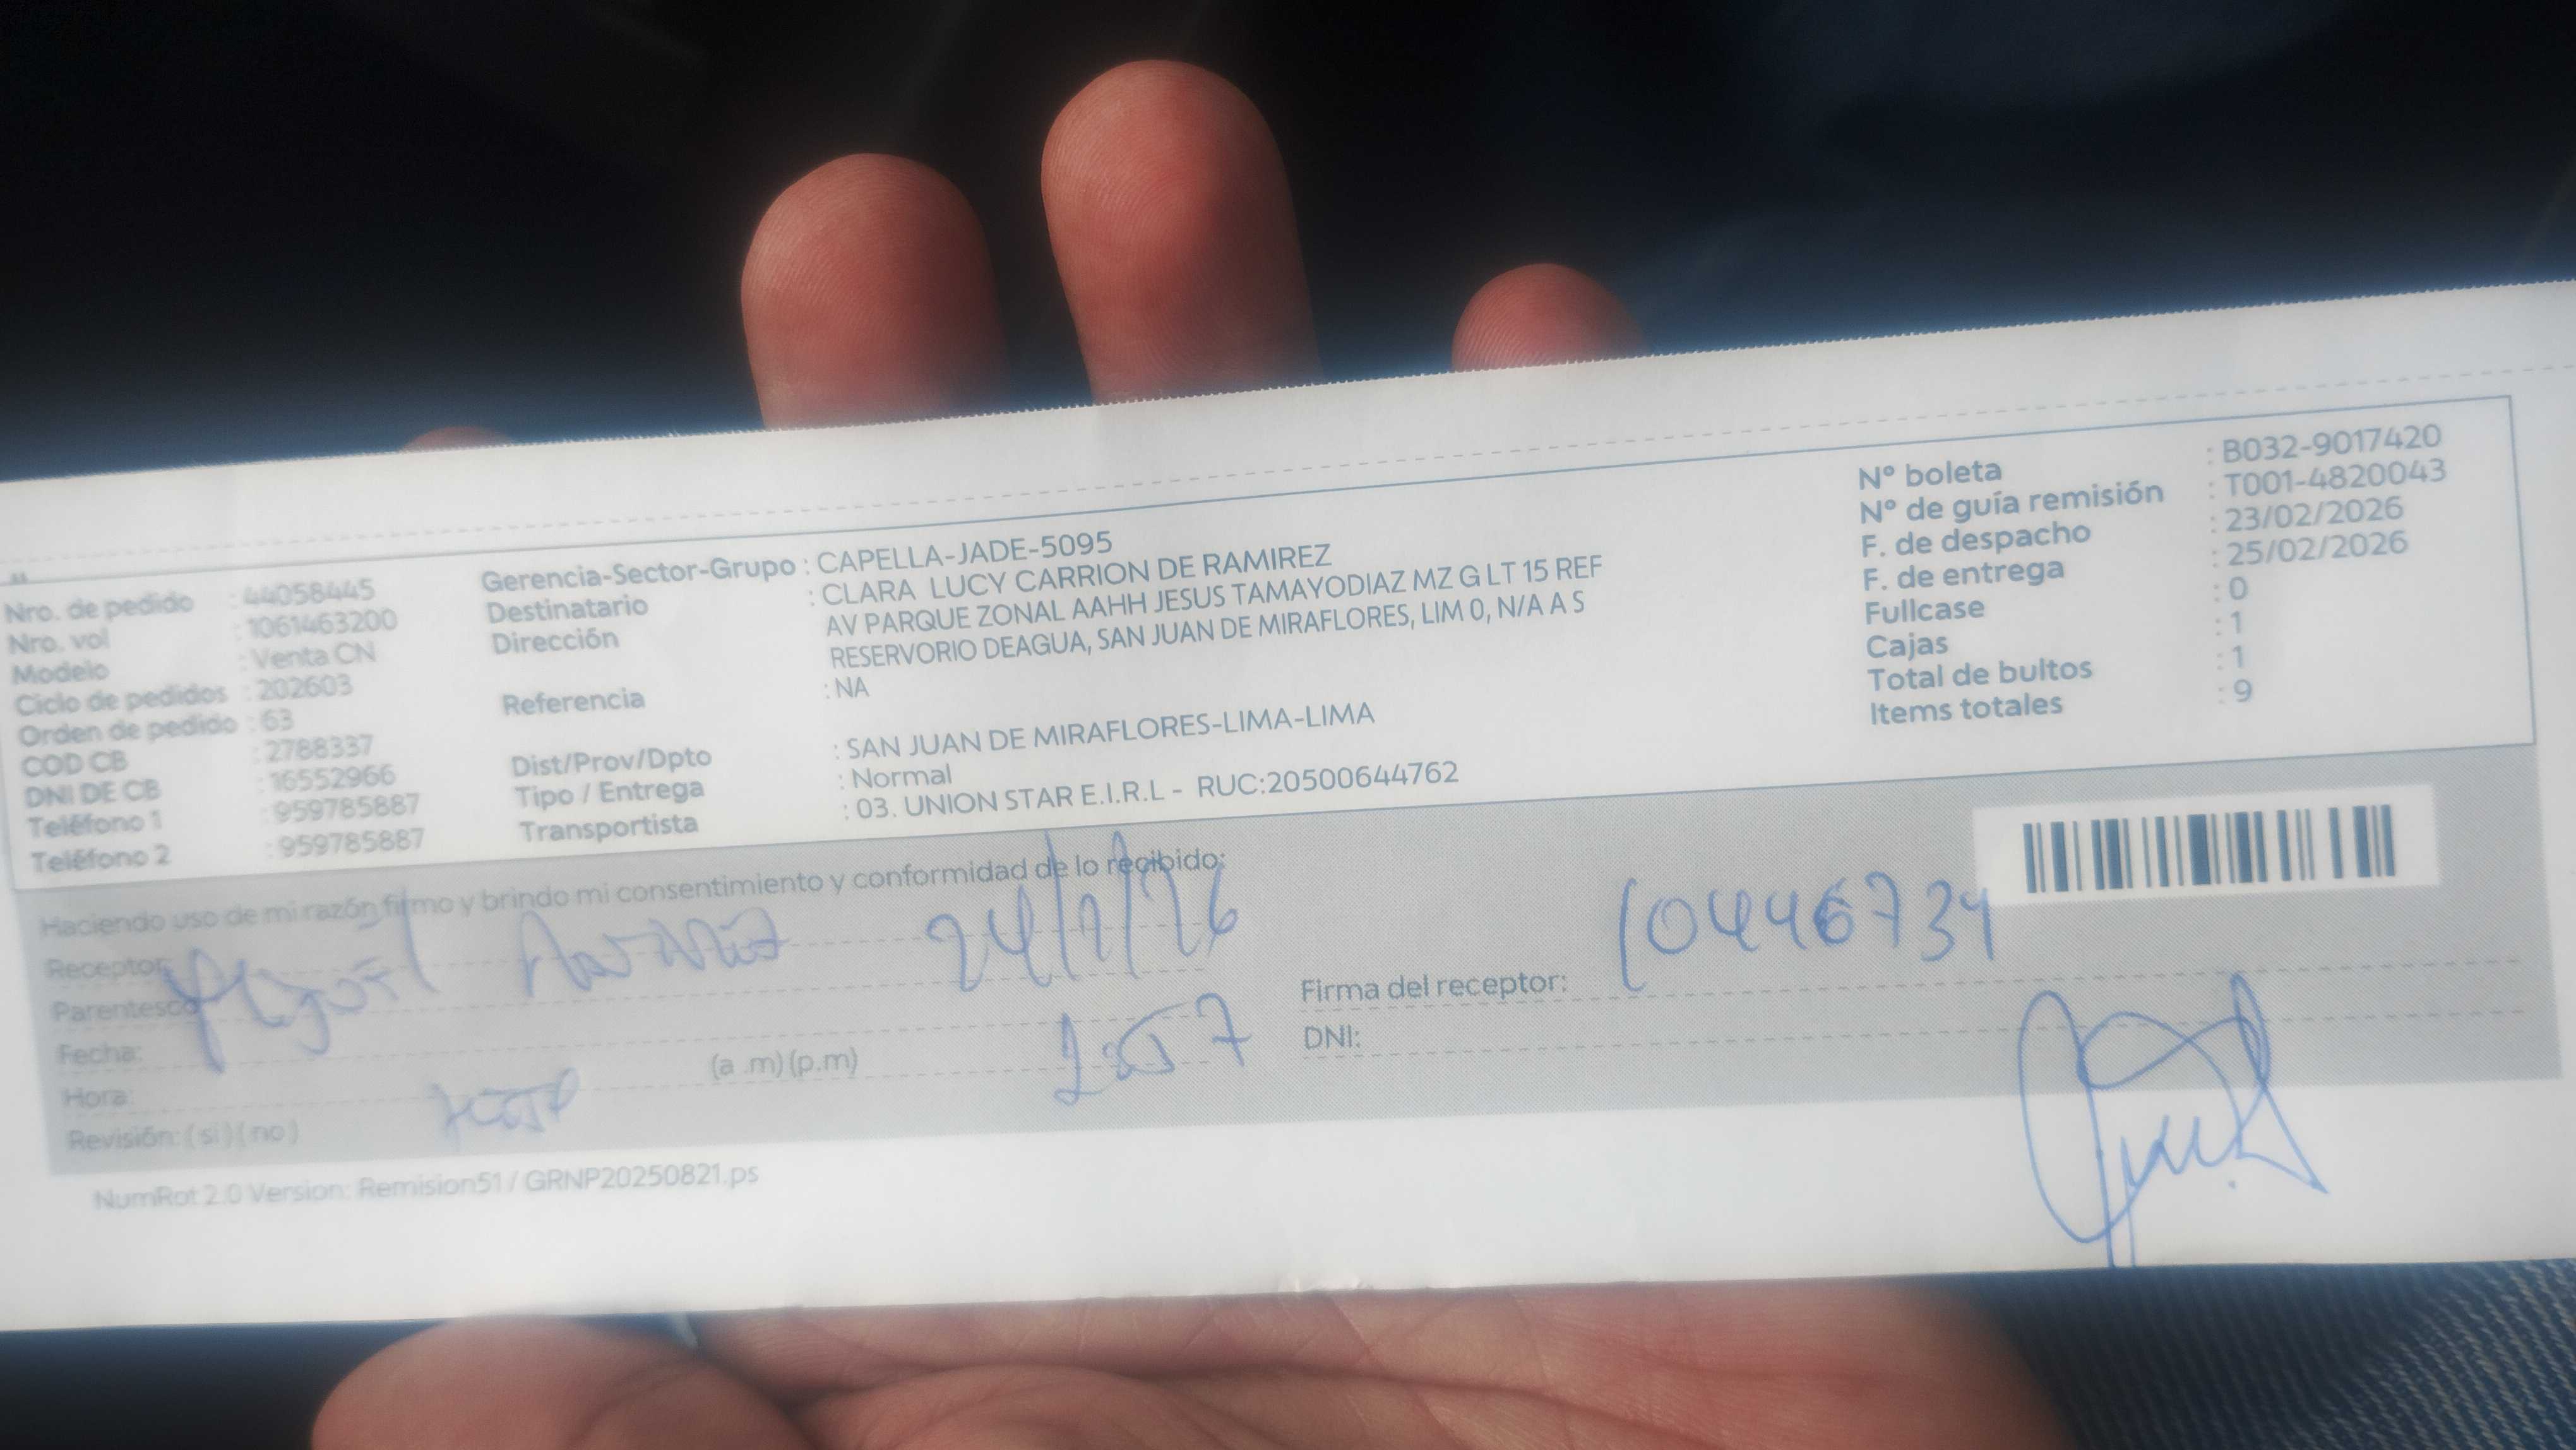 Nro. de pedido : 44058445
Nro. vol : 1061463200
Modelo : Venta CN
Ciclo de pedidos : 202603
Orden de pedido : 63
COD CB : 2788337
DNI DE CB : 16552966
Teléfono 1 : 959785887
Teléfono 2 : 959785887
Gerencia-Sector-Grupo : CAPELLA-JADE-5095
Destinatario : CLARA LUCY CARRION DE RAMIREZ
Dirección AV PARQUE ZONAL AAHH JESUS TAMAYODIAZ MZ G LT 15 REF
RESERVORIO DEAGUA, SAN JUAN DE MIRAFLORES, LIM 0, N/A A S
Referencia : NA
Dist/Prov/Dpto : SAN JUAN DE MIRAFLORES-LIMA-LIMA
Tipo / Entrega : Normal
Transportista : 03. UNION STAR E.I.R.L - RUC:20500644762
N° boleta : B032-9017420
N° de guía remisión : T001-4820043
F. de despacho : 23/02/2026
F. de entrega : 25/02/2026
Fullcase : 0
Cajas : 1
Total de bultos : 1
Items totales : 9
Haciendo uso de mi razón firmo y brindo mi consentimiento y conformidad de lo recibido:
Receptor:
Parentesco
Fecha:
Hora: (a .m) (p.m)
Revisión: ( si ) ( no )
24/2/26
Firma del receptor:
DNI:
NumRot 2.0 Version: Remision51 / GRNP20250821.ps